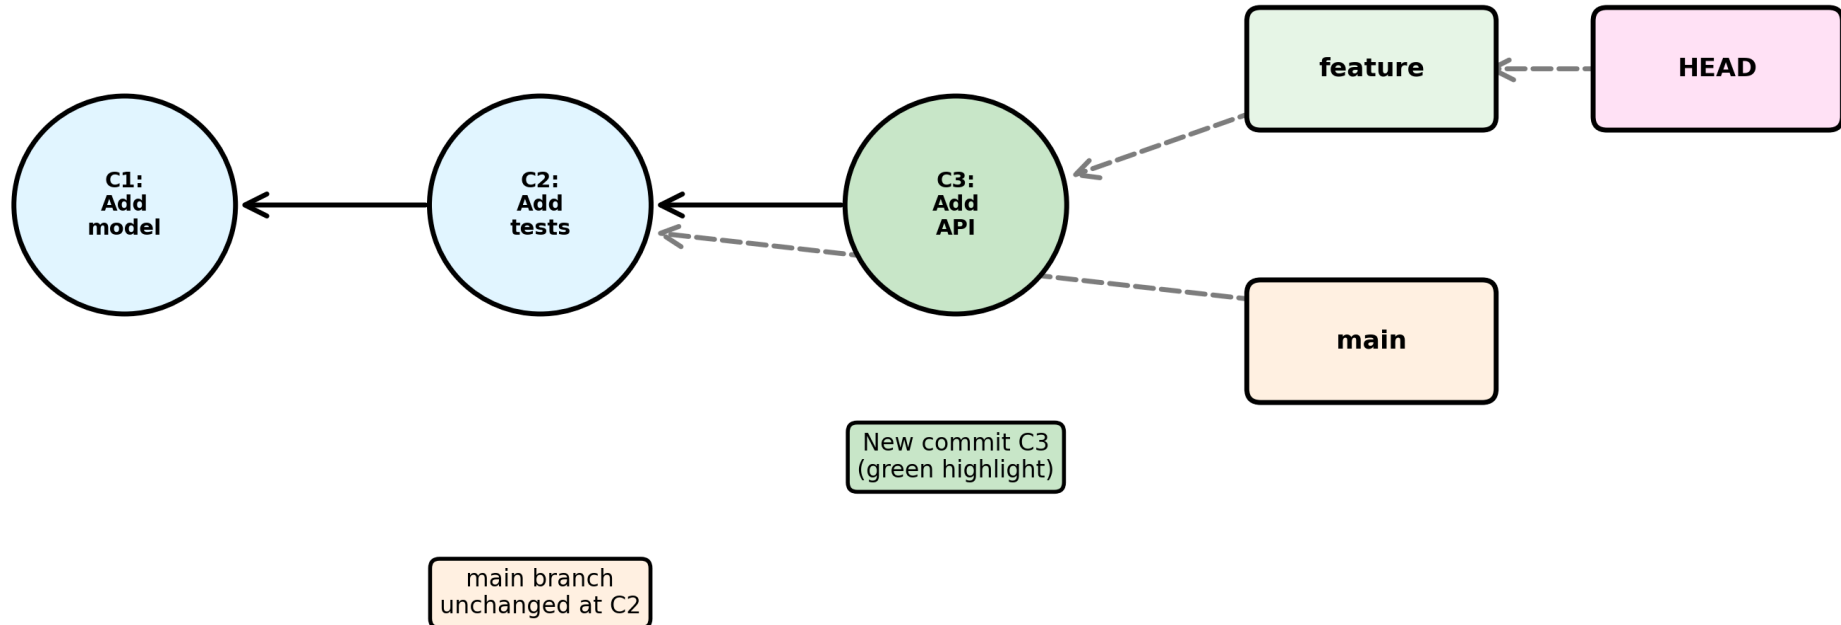 feature
HEAD
C1:
Add
model
C2:
Add
tests
C3:
Add
API
main
New commit C3
(green highlight)
main branch
unchanged at C2